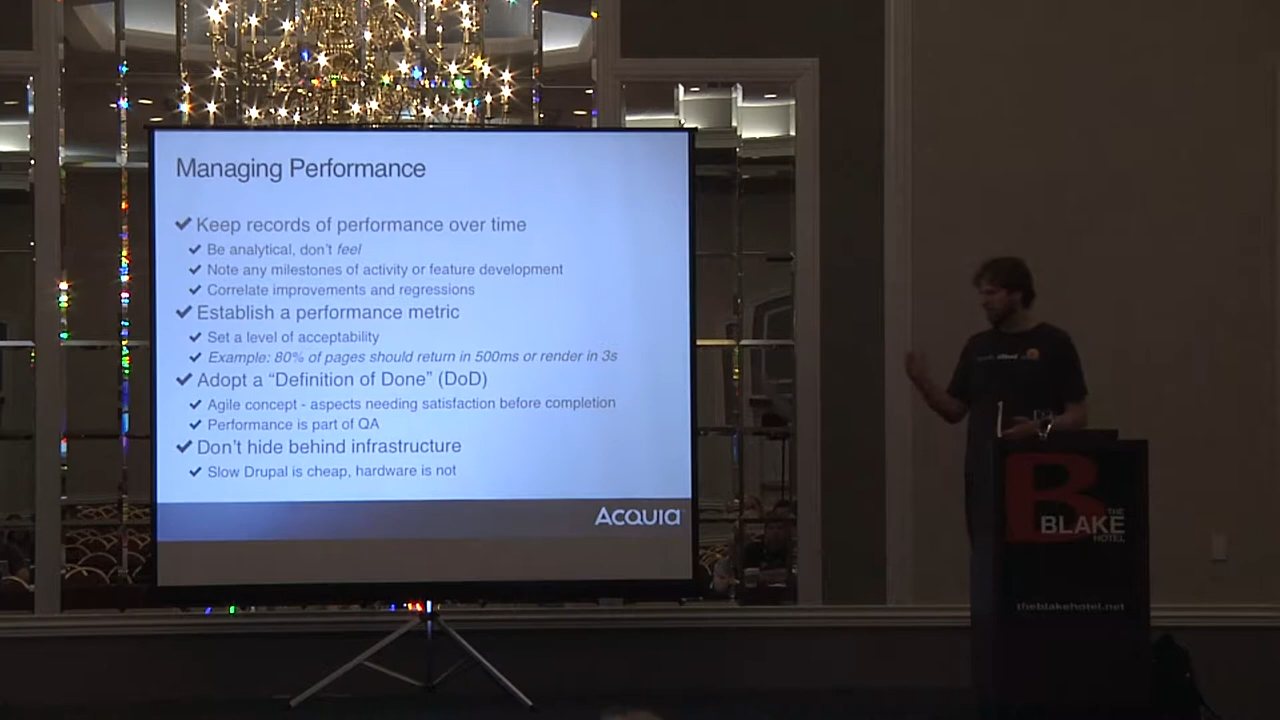 Managing Performance
Keep records of performance over time
Be analytical, don't feel
Note any milestones of activity or feature development
Correlate improvements and regressions
Establish a performance metric
Set a level of acceptability
Example: 80% of pages should return in 500ms or render in 3s
Adopt a “Definition of Done” (DoD)
Agile concept - aspects needing satisfaction before completion
Performance is part of QA
Don't hide behind infrastructure
Slow Drupal is cheap, hardware is not
Acquia
B
THE
BLAKE
HOTEL
theblakehotel.net